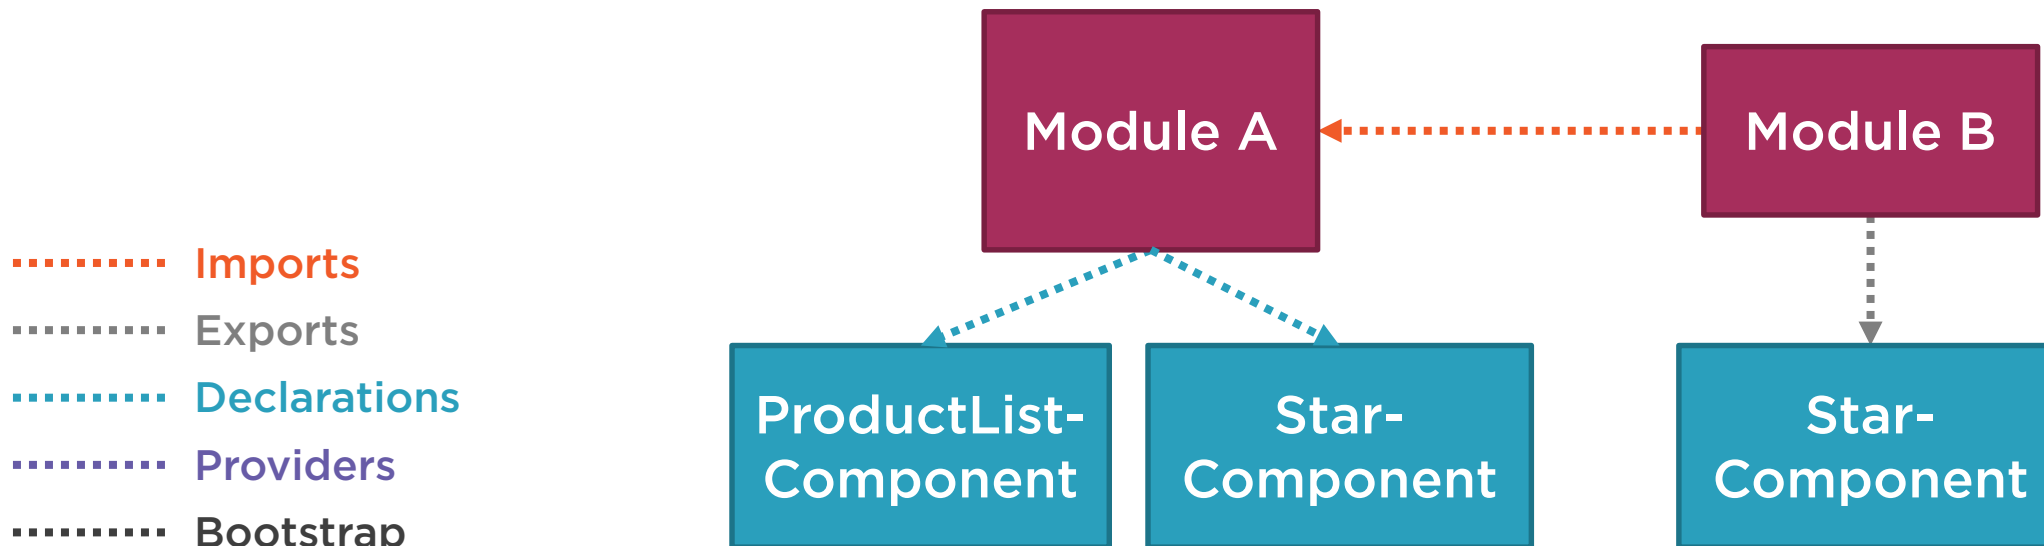 Module A
Module B
Imports
Exports
Declarations
Providers
Bootstrap
ProductList-
Component
Star-
Component
Star-
Component